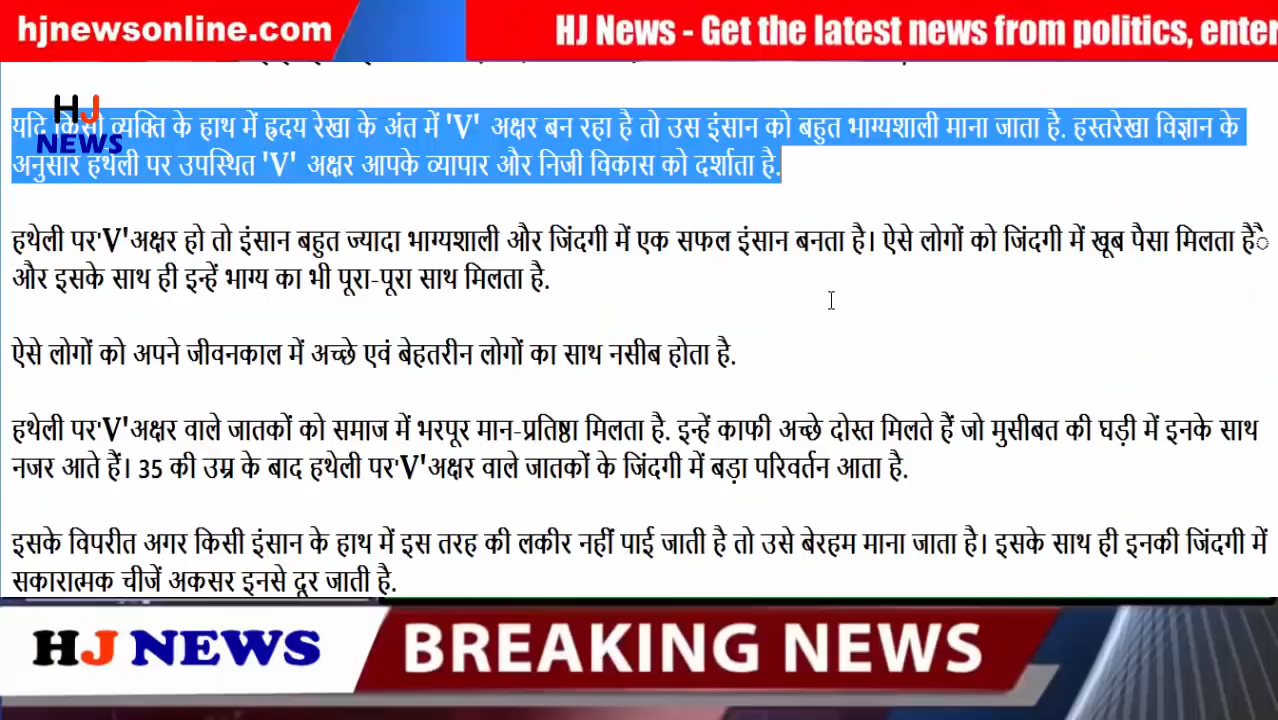 hjnewsonline.com
HJ News - Get the latest news from politics, enter
HJ
NEWS
यदि किसी व्यक्ति के हाथ में हृदय रेखा के अंत में 'V' अक्षर बन रहा है तो उस इंसान को बहुत भाग्यशाली माना जाता है. हस्तरेखा विज्ञान के
अनुसार हथेली पर उपस्थित 'V' अक्षर आपके व्यापार और निजी विकास को दर्शाता है.
हथेली पर'V'अक्षर हो तो इंसान बहुत ज्यादा भाग्यशाली और जिंदगी में एक सफल इंसान बनता है। ऐसे लोगों को जिंदगी में खूब पैसा मिलता हैै
और इसके साथ ही इन्हें भाग्य का भी पूरा-पूरा साथ मिलता है.
ऐसे लोगों को अपने जीवनकाल में अच्छे एवं बेहतरीन लोगों का साथ नसीब होता है.
हथेली पर'V'अक्षर वाले जातकों को समाज में भरपूर मान-प्रतिष्ठा मिलता है. इन्हें काफी अच्छे दोस्त मिलते हैं जो मुसीबत की घड़ी में इनके साथ
नजर आते हैं। 35 की उम्र के बाद हथेली पर'V'अक्षर वाले जातकों के जिंदगी में बड़ा परिवर्तन आता है.
इसके विपरीत अगर किसी इंसान के हाथ में इस तरह की लकीर नहीं पाई जाती है तो उसे बेरहम माना जाता है। इसके साथ ही इनकी जिंदगी में
सकारात्मक चीजें अकसर इनसे दूर जाती है.
HJ NEWS
BREAKING NEWS